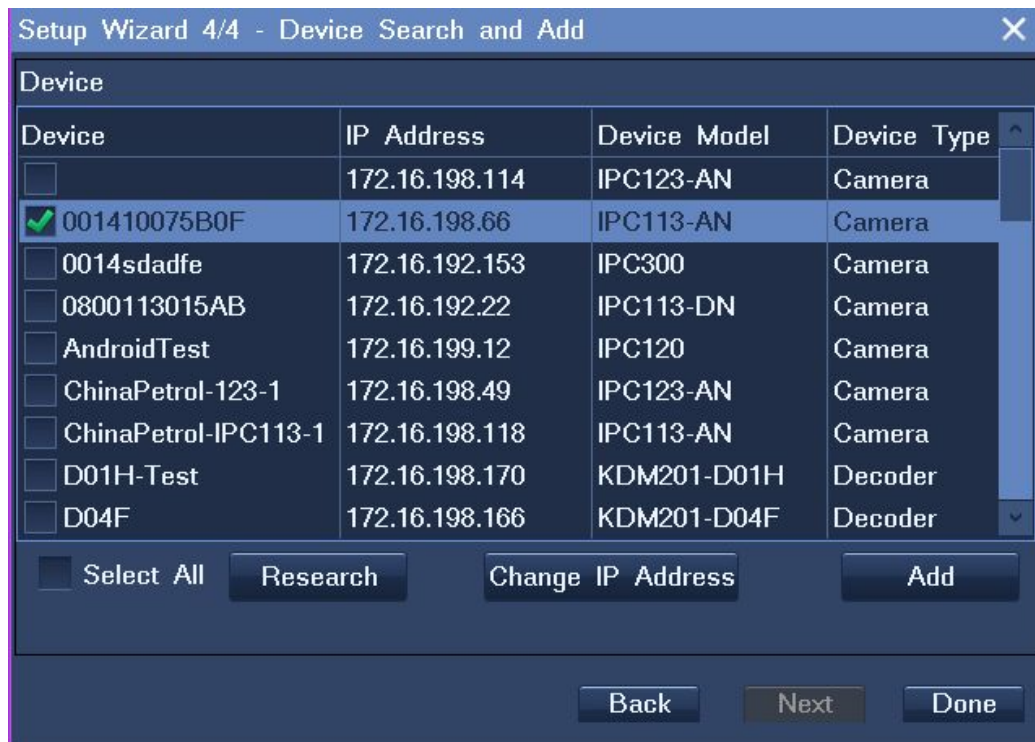 Setup Wizard 4/4 - Device Search and Add
Device
Device IP Address Device Model Device Type
172.16.198.114 IPC123-AN Camera
001410075B0F 172.16.198.66 IPC113-AN Camera
0014sdadfe 172.16.192.153 IPC300 Camera
0800113015AB 172.16.192.22 IPC113-DN Camera
AndroidTest 172.16.199.12 IPC120 Camera
ChinaPetrol-123-1 172.16.198.49 IPC123-AN Camera
ChinaPetrol-IPC113-1 172.16.198.118 IPC113-AN Camera
D01H-Test 172.16.198.170 KDM201-D01H Decoder
D04F 172.16.198.166 KDM201-D04F Decoder
Select All Research Change IP Address Add
Back Next Done